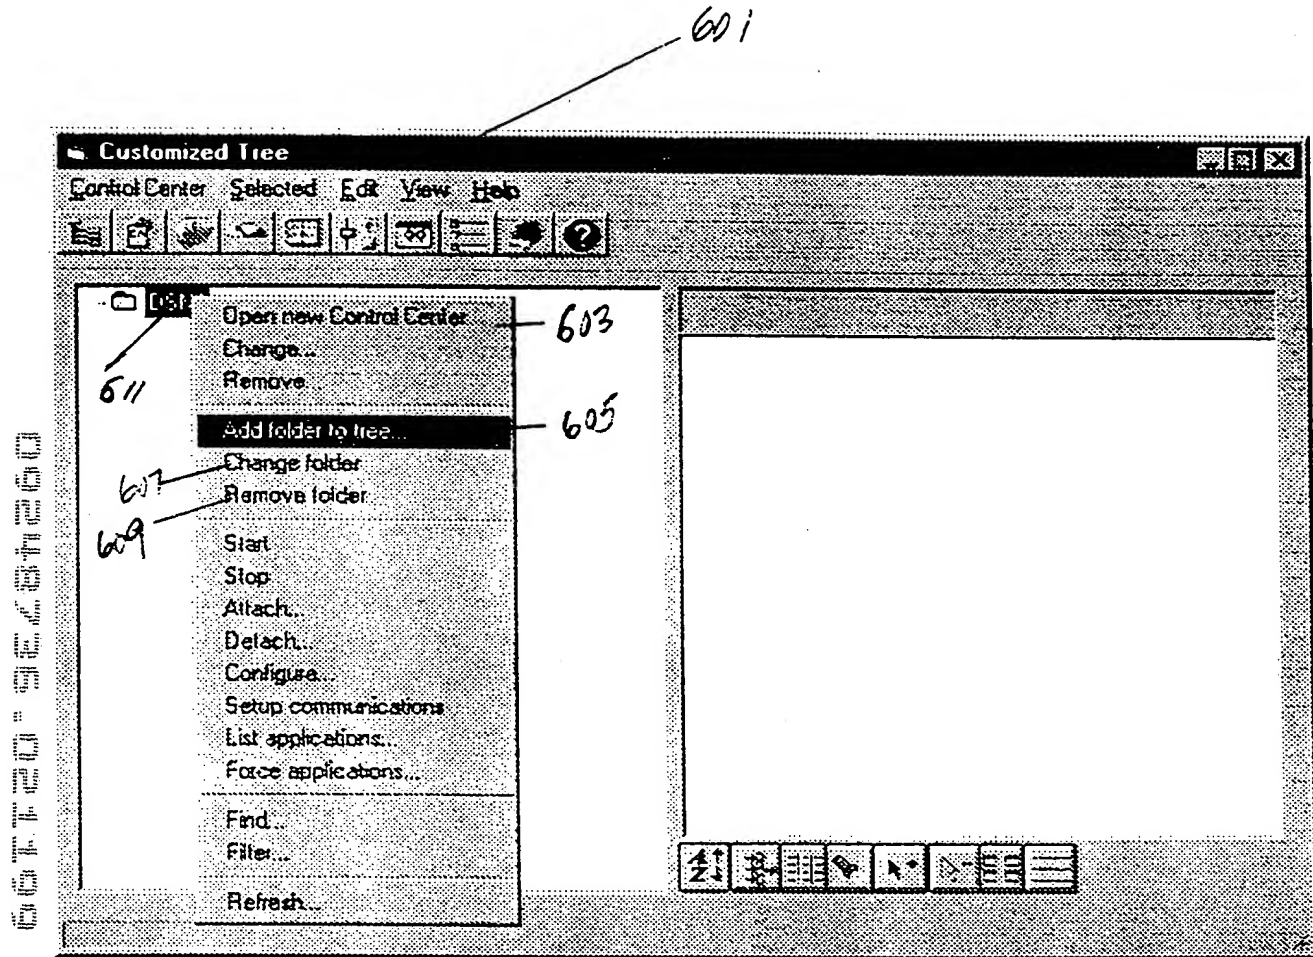 601
Customized Tree
Control Center Selected Edit View Help
Open new Control Center
603
Change...
Remove
611
Add folder to tree...
605
Change folder
607
Remove folder
609
Start
Stop
Attach...
Detach...
Configure...
Setup communications
List applications...
Force applications...
Find...
Filter...
Refresh...